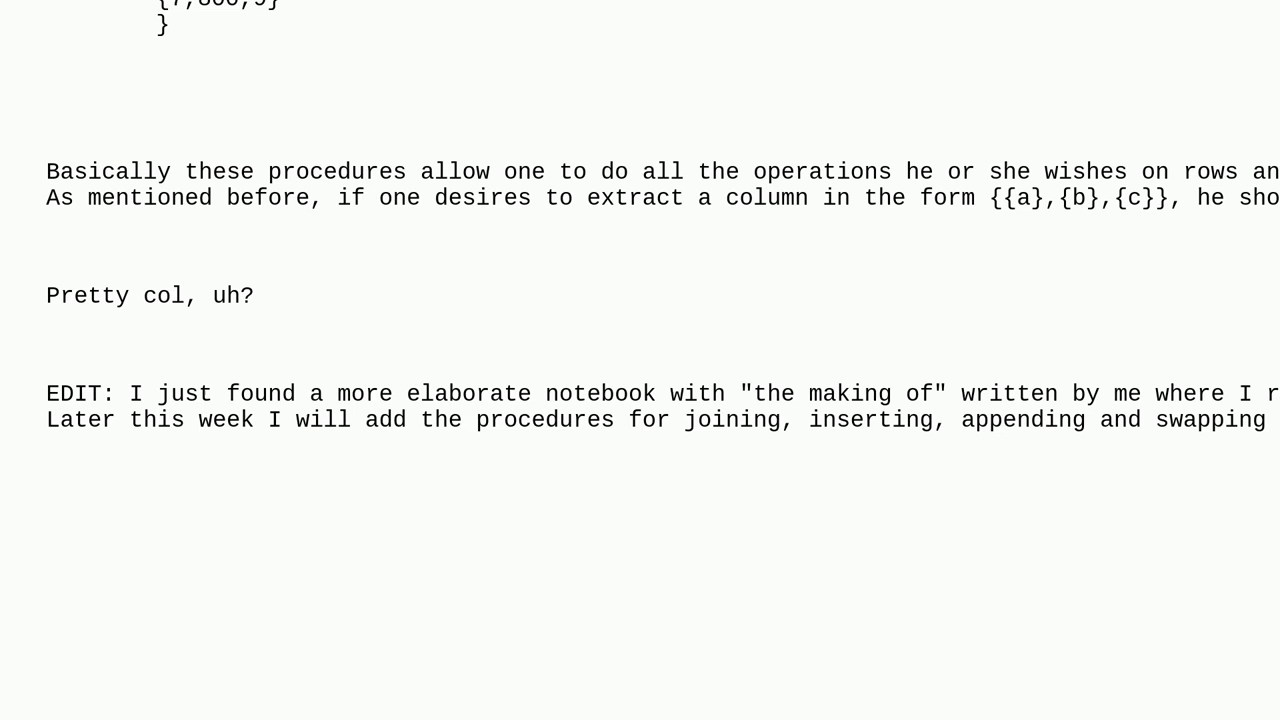 }
Basically these procedures allow one to do all the operations he or she wishes on rows an
As mentioned before, if one desires to extract a column in the form {{a},{b},{c}}, he sho
Pretty col, uh?
EDIT: I just found a more elaborate notebook with "the making of" written by me where I r
Later this week I will add the procedures for joining, inserting, appending and swapping